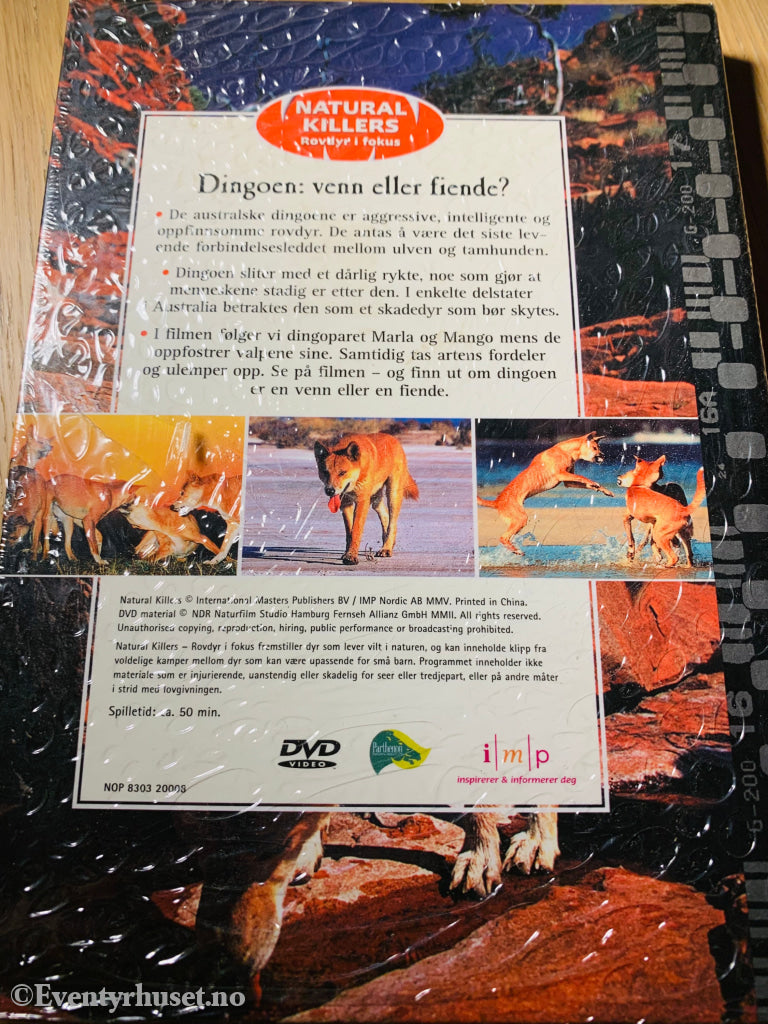 NATURAL
KILLERS
Rovdyr i fokus
Dingoen: venn eller fiende?
• De australske dingoene er aggressive, intelligente og
oppfinnsomme rovdyr. De antas å være det siste lev-
ende forbindelsesleddet mellom ulven og tamhunden.
• Dingoen sliter med et dårlig rykte, noe som gjør at
menneskene stadig er etter den. I enkelte delstater
i Australia betraktes den som et skadedyr som bør skytes.
• I filmen følger vi dingoparet Marla og Mango mens de
oppfostrer valpene sine. Samtidig tas artens fordeler
og ulemper opp. Se på filmen – og finn ut om dingoen
er en venn eller en fiende.
Natural Killers © International Masters Publishers BV / IMP Nordic AB MMV. Printed in China.
DVD material © NDR Naturfilm Studio Hamburg Fernseh Allianz GmbH MMII. All rights reserved.
Unauthorised copying, reproduction, hiring, public performance or broadcasting prohibited.
Natural Killers – Rovdyr i fokus fremstiller dyr som lever vilt i naturen, og kan inneholde klipp fra
voldelige kamper mellom dyr som kan være upassende for små barn. Programmet inneholder ikke
materiale som er injurierende, uanstendig eller skadelig for seer eller tredjepart, eller på andre måter
i strid med lovgivningen.
Spilletid: ca. 50 min.
DVD
VIDEO
Parthenon
i|m|p
inspirerer & informerer deg
NOP 8303 20008
17
G-200
16A
24
16
G-200
©Eventyrhuset.no